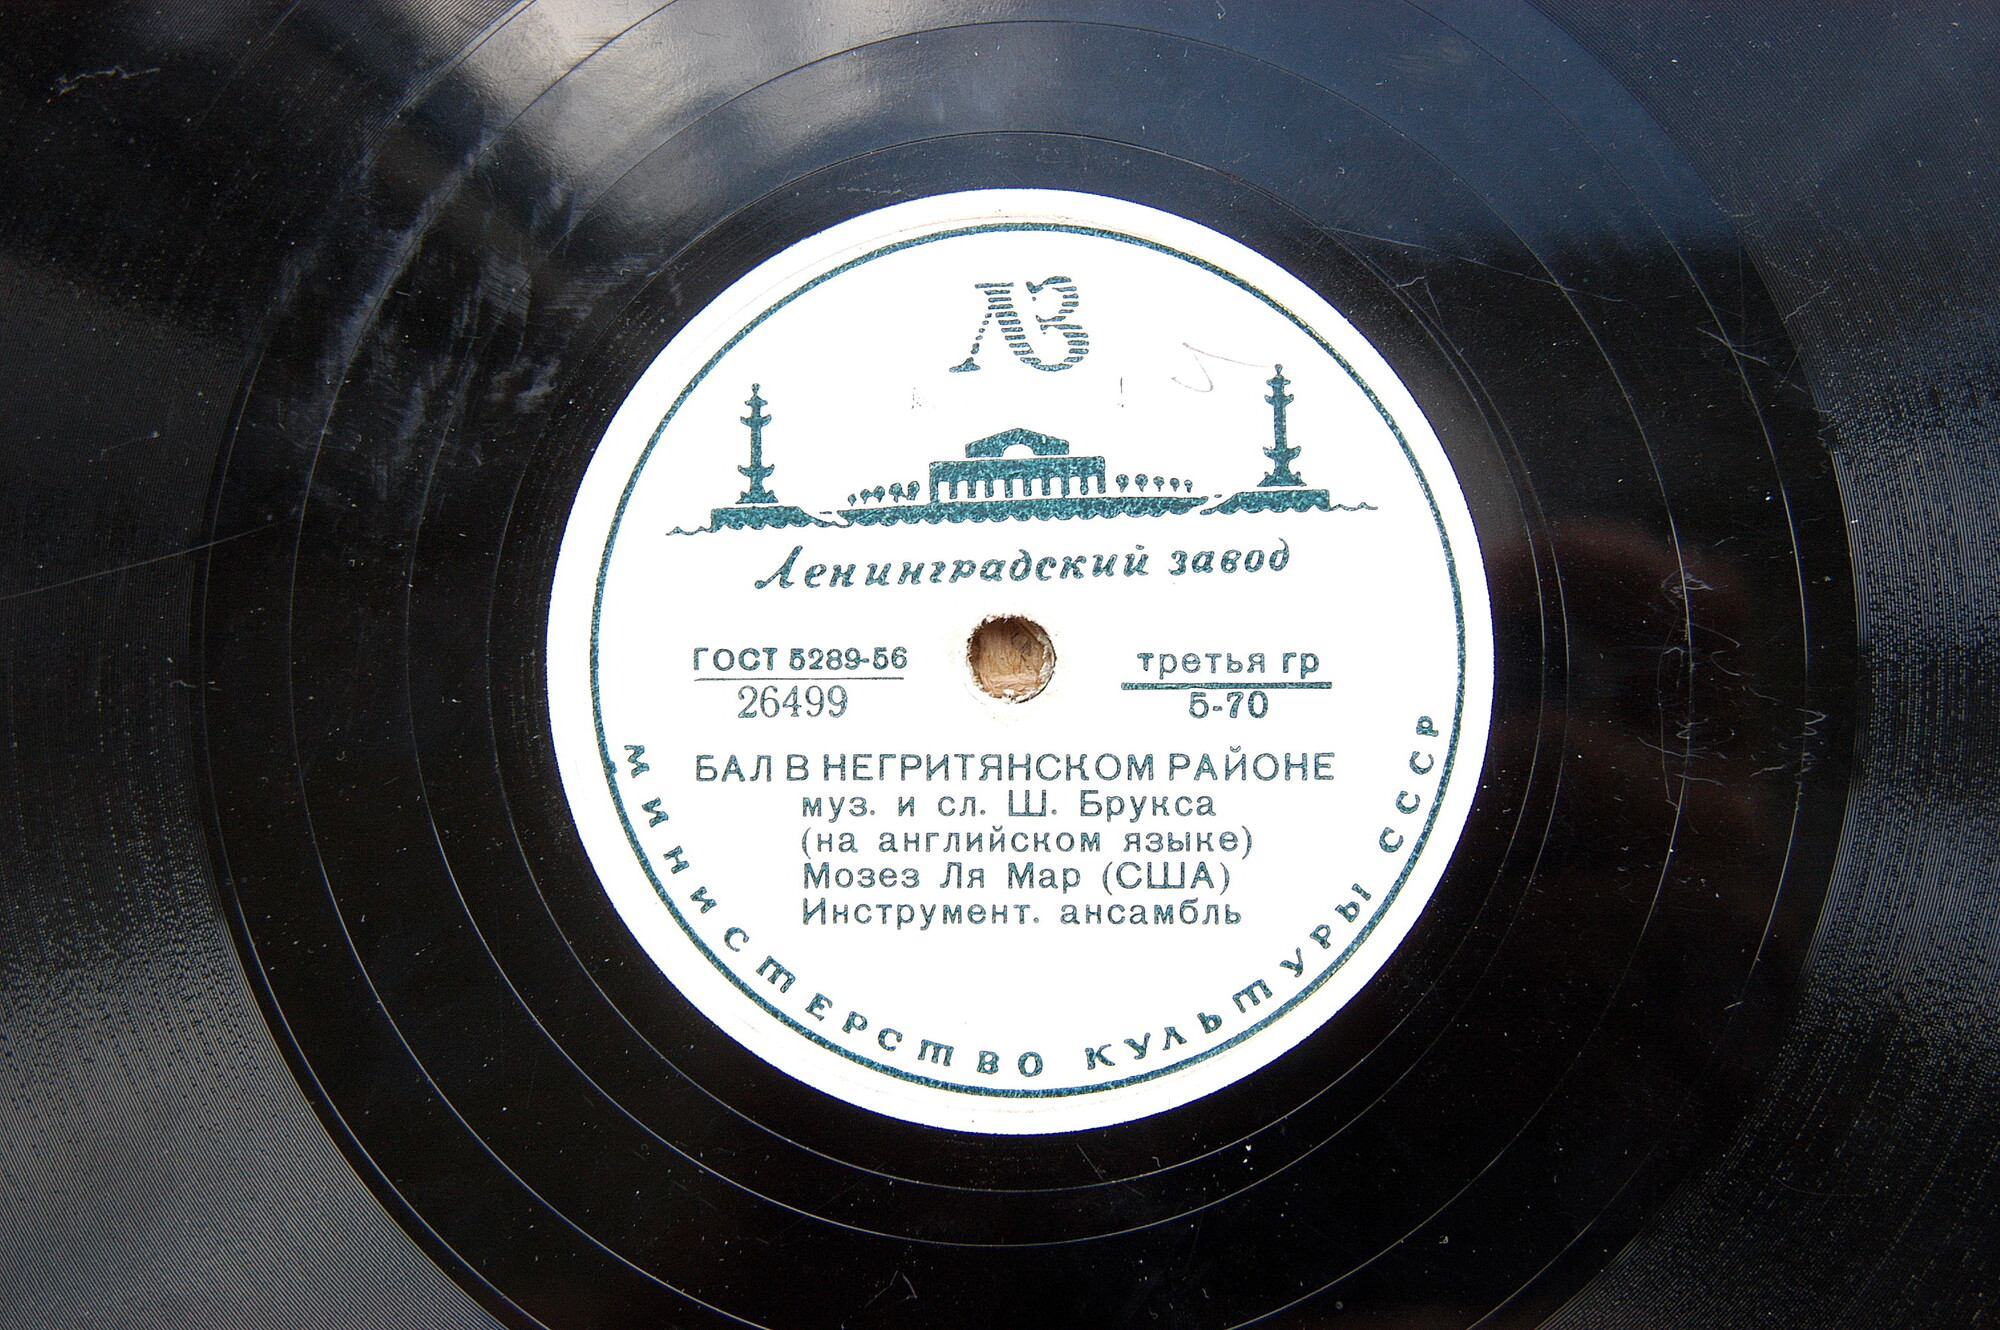 ЛЗ
Ленинградский завод
ГОСТ 5289-56
26499
третья гр
5-70
БАЛ В НЕГРИТЯНСКОМ РАЙОНЕ
муз. и сл. Ш. Брукса
(на английском языке)
Мозез Ля Мар (США)
Инструмент. ансамбль
МИНИСТЕРСТВО КУЛЬТУРЫ СССР